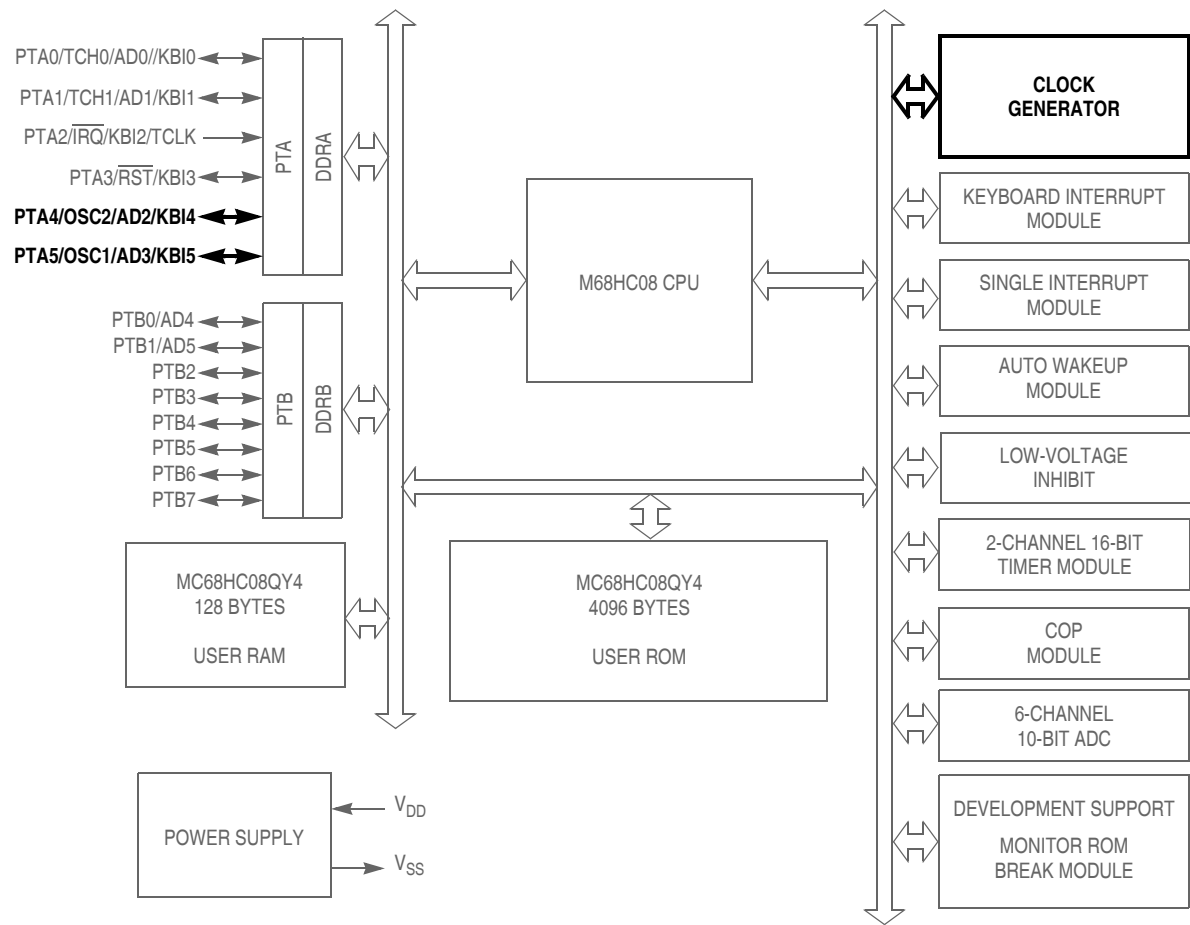 PTA0/TCH0/AD0//KBI0
PTA1/TCH1/AD1/KBI1
PTA2/IRQ/KBI2/TCLK
PTA3/RST/KBI3
PTA4/OSC2/AD2/KBI4
PTA5/OSC1/AD3/KBI5
PTA
DDRA
PTB0/AD4
PTB1/AD5
PTB2
PTB3
PTB4
PTB5
PTB6
PTB7
PTB
DDRB
M68HC08 CPU
MC68HC08QY4
128 BYTES
USER RAM
MC68HC08QY4
4096 BYTES
USER ROM
POWER SUPPLY
VDD
VSS
CLOCK
GENERATOR
KEYBOARD INTERRUPT
MODULE
SINGLE INTERRUPT
MODULE
AUTO WAKEUP
MODULE
LOW-VOLTAGE
INHIBIT
2-CHANNEL 16-BIT
TIMER MODULE
COP
MODULE
6-CHANNEL
10-BIT ADC
DEVELOPMENT SUPPORT
MONITOR ROM
BREAK MODULE